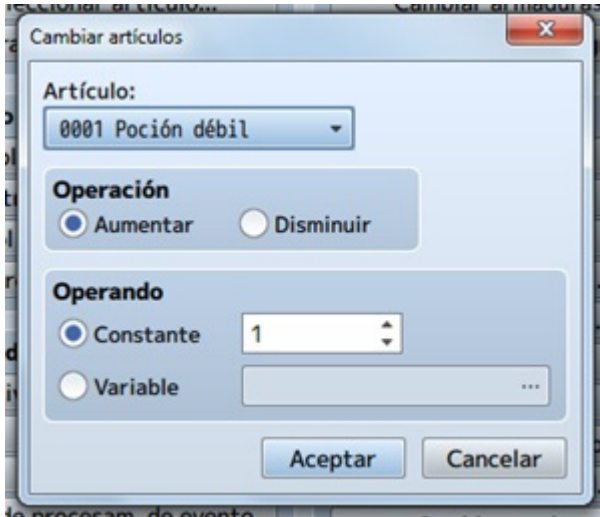 Cambiar artículos
Artículo:
0001 Poción débil
Operación
Aumentar
Disminuir
Operando
Constante
1
Variable
...
Aceptar
Cancelar